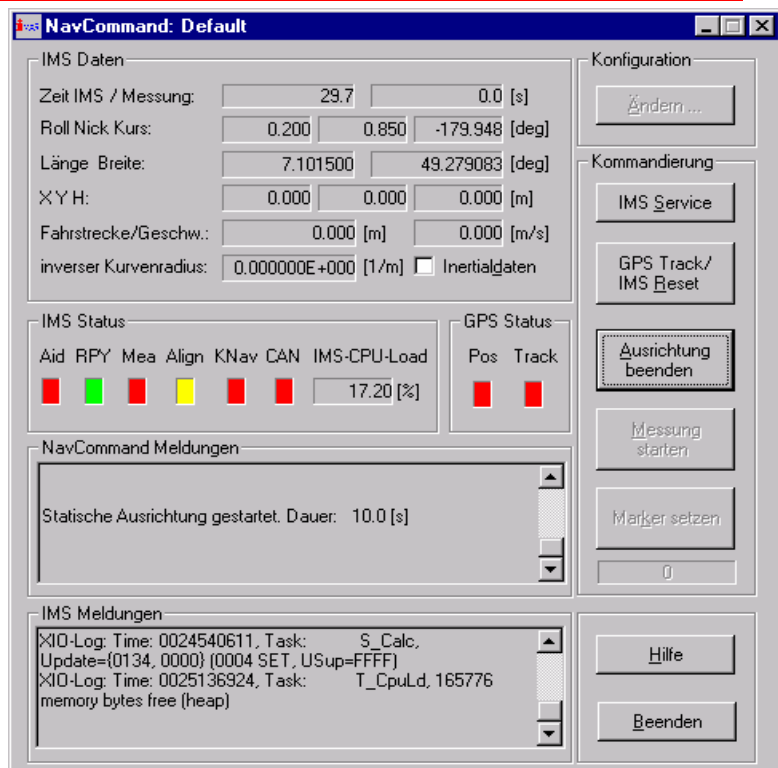 imar NavCommand: Default
IMS Daten
Zeit IMS / Messung: 29.7 0.0 [s]
Roll Nick Kurs: 0.200 0.850 -179.948 [deg]
Länge Breite: 7.101500 49.279083 [deg]
X Y H: 0.000 0.000 0.000 [m]
Fahrstrecke/Geschw.: 0.000 [m] 0.000 [m/s]
inverser Kurvenradius: 0.000000E+000 [1/m] Inertialdaten
IMS Status
Aid RPY Mea Align KNav CAN IMS-CPU-Load
17.20 [%]
GPS Status
Pos Track
NavCommand Meldungen
Statische Ausrichtung gestartet. Dauer: 10.0 [s]
IMS Meldungen
XIO-Log: Time: 0024540611, Task: S_Calc,
Update={0134, 0000} (0004 SET, USup=FFFF)
XIO-Log: Time: 0025136924, Task: T_CpuLd, 165776
memory bytes free (heap)
Konfiguration
Ändern ...
Kommandierung
IMS Service
GPS Track/
IMS Reset
Ausrichtung
beenden
Messung
starten
Marker setzen
0
Hilfe
Beenden